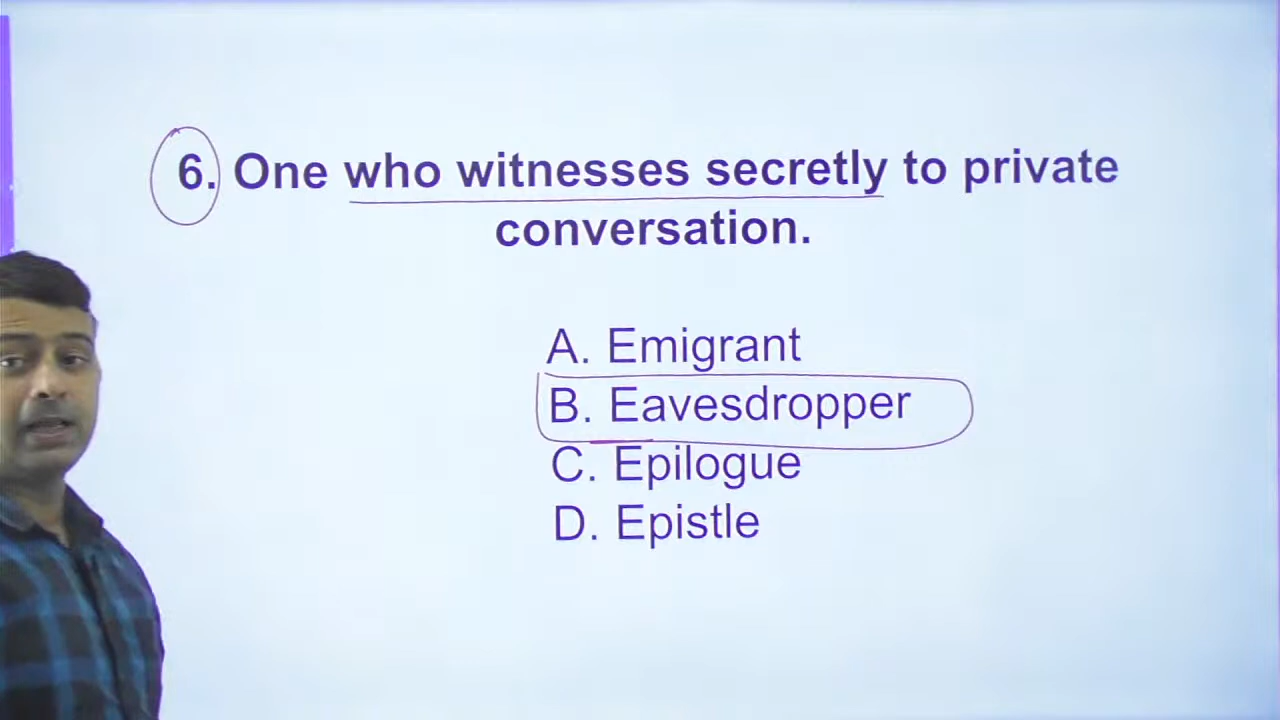 6. One who witnesses secretly to private
conversation.
A. Emigrant
B. Eavesdropper
C. Epilogue
D. Epistle